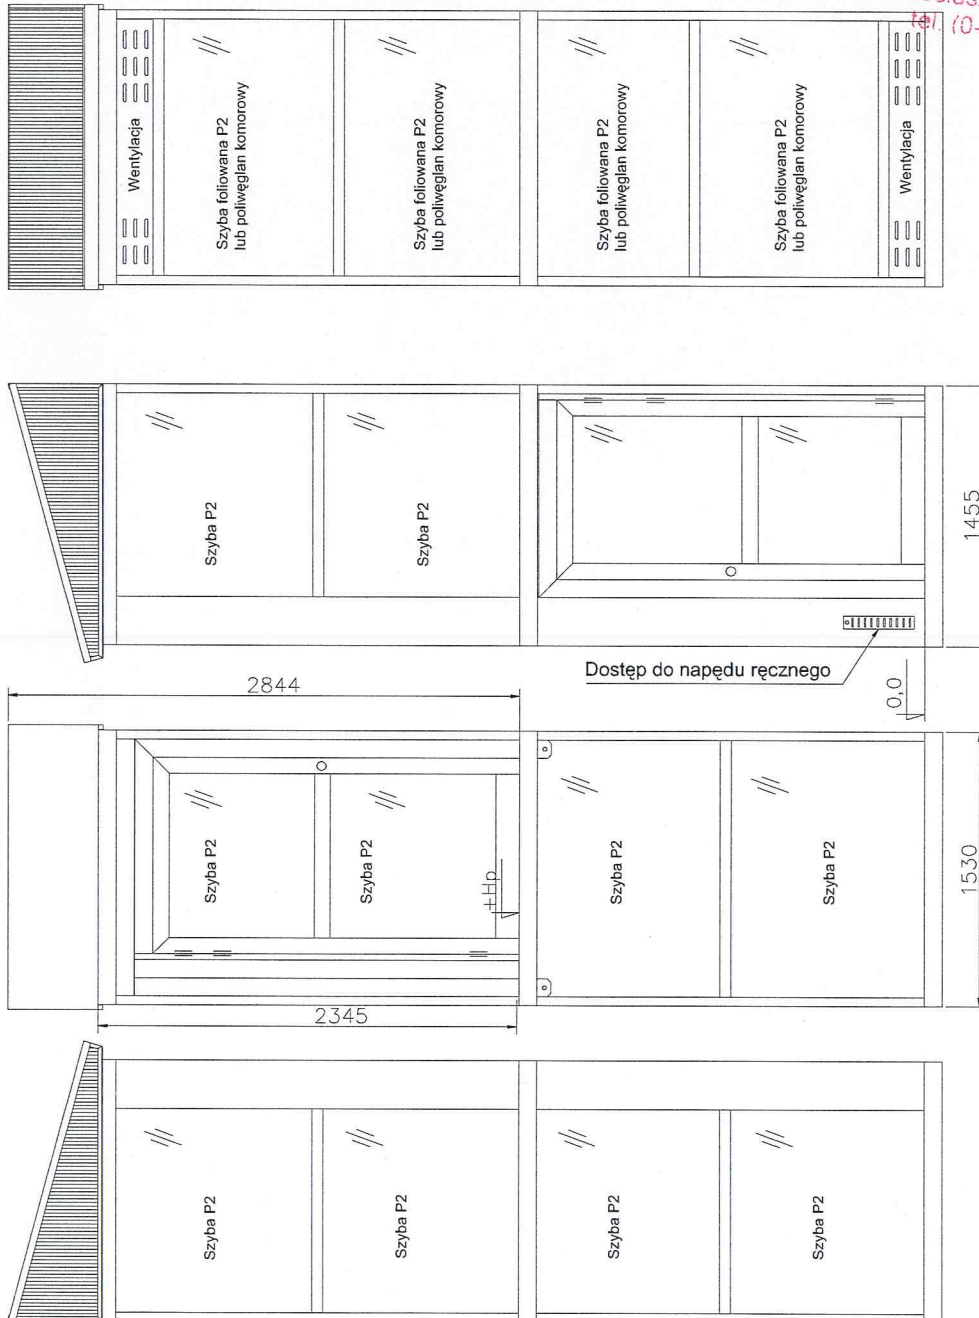 tel. (0-
Wentylacja
Szyba foliowana P2
lub poliwęglan komorowy
Szyba foliowana P2
lub poliwęglan komorowy
Szyba foliowana P2
lub poliwęglan komorowy
Szyba foliowana P2
lub poliwęglan komorowy
Wentylacja
Szyba P2
Szyba P2
1455
Dostęp do napędu ręcznego
0,0
2844
Szyba P2
Szyba P2
+Hp
Szyba P2
Szyba P2
1530
2345
Szyba P2
Szyba P2
Szyba P2
Szyba P2